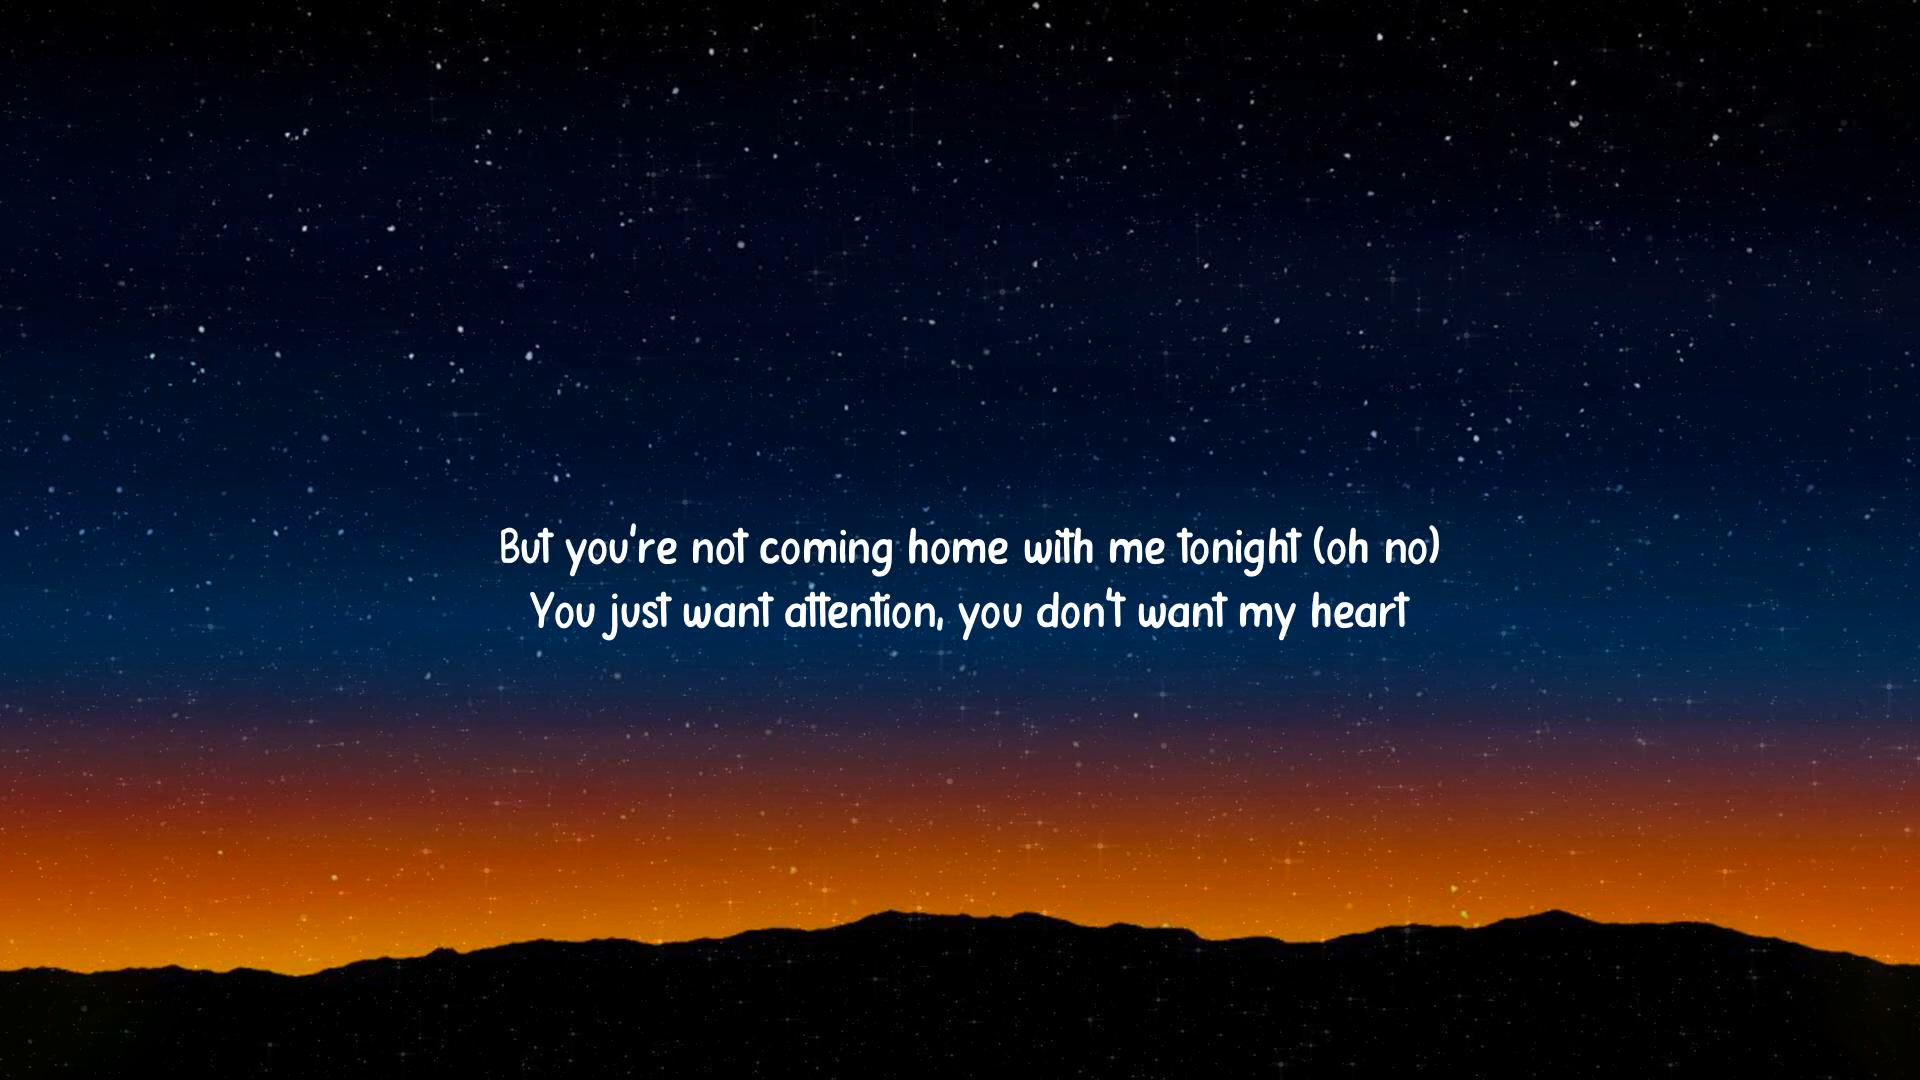 But you're not coming home with me tonight (oh no)
You just want attention, you don't want my heart